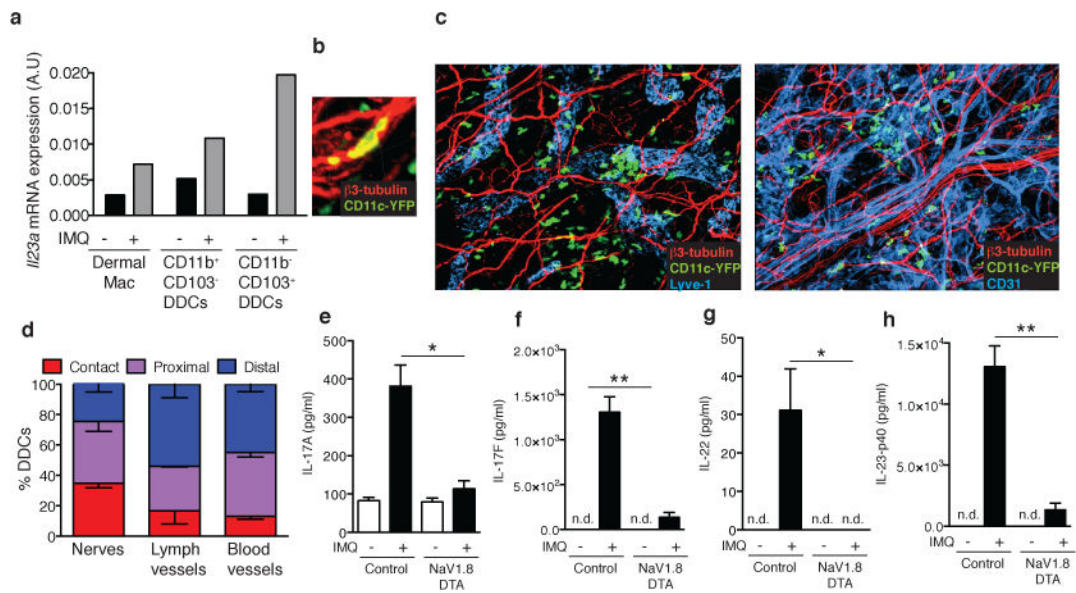 a
Il23a mRNA expression (A.U)
0.020
0.015
0.010
0.005
0.000
IMQ - + - + - +
Dermal Mac
CD11b+ CD103- DDCs
CD11b- CD103+ DDCs
b
β3-tubulin
CD11c-YFP
c
β3-tubulin
CD11c-YFP
Lyve-1
β3-tubulin
CD11c-YFP
CD31
d
Contact Proximal Distal
% DDCs
100
80
60
40
20
0
Nerves
Lymph vessels
Blood vessels
e
IL-17A (pg/ml)
500
400
300
200
100
0
*
IMQ - + - +
Control
NaV1.8 DTA
f
IL-17F (pg/ml)
2.0×10³
1.5×10³
1.0×10³
5.0×10²
0.0
**
n.d. n.d.
IMQ - + - +
Control
NaV1.8 DTA
g
IL-22 (pg/ml)
50
40
30
20
10
0
*
n.d. n.d. n.d.
IMQ - + - +
Control
NaV1.8 DTA
h
IL-23-p40 (pg/ml)
1.5×10⁴
1.0×10⁴
5.0×10³
0.0
**
n.d. n.d.
IMQ - + - +
Control
NaV1.8 DTA